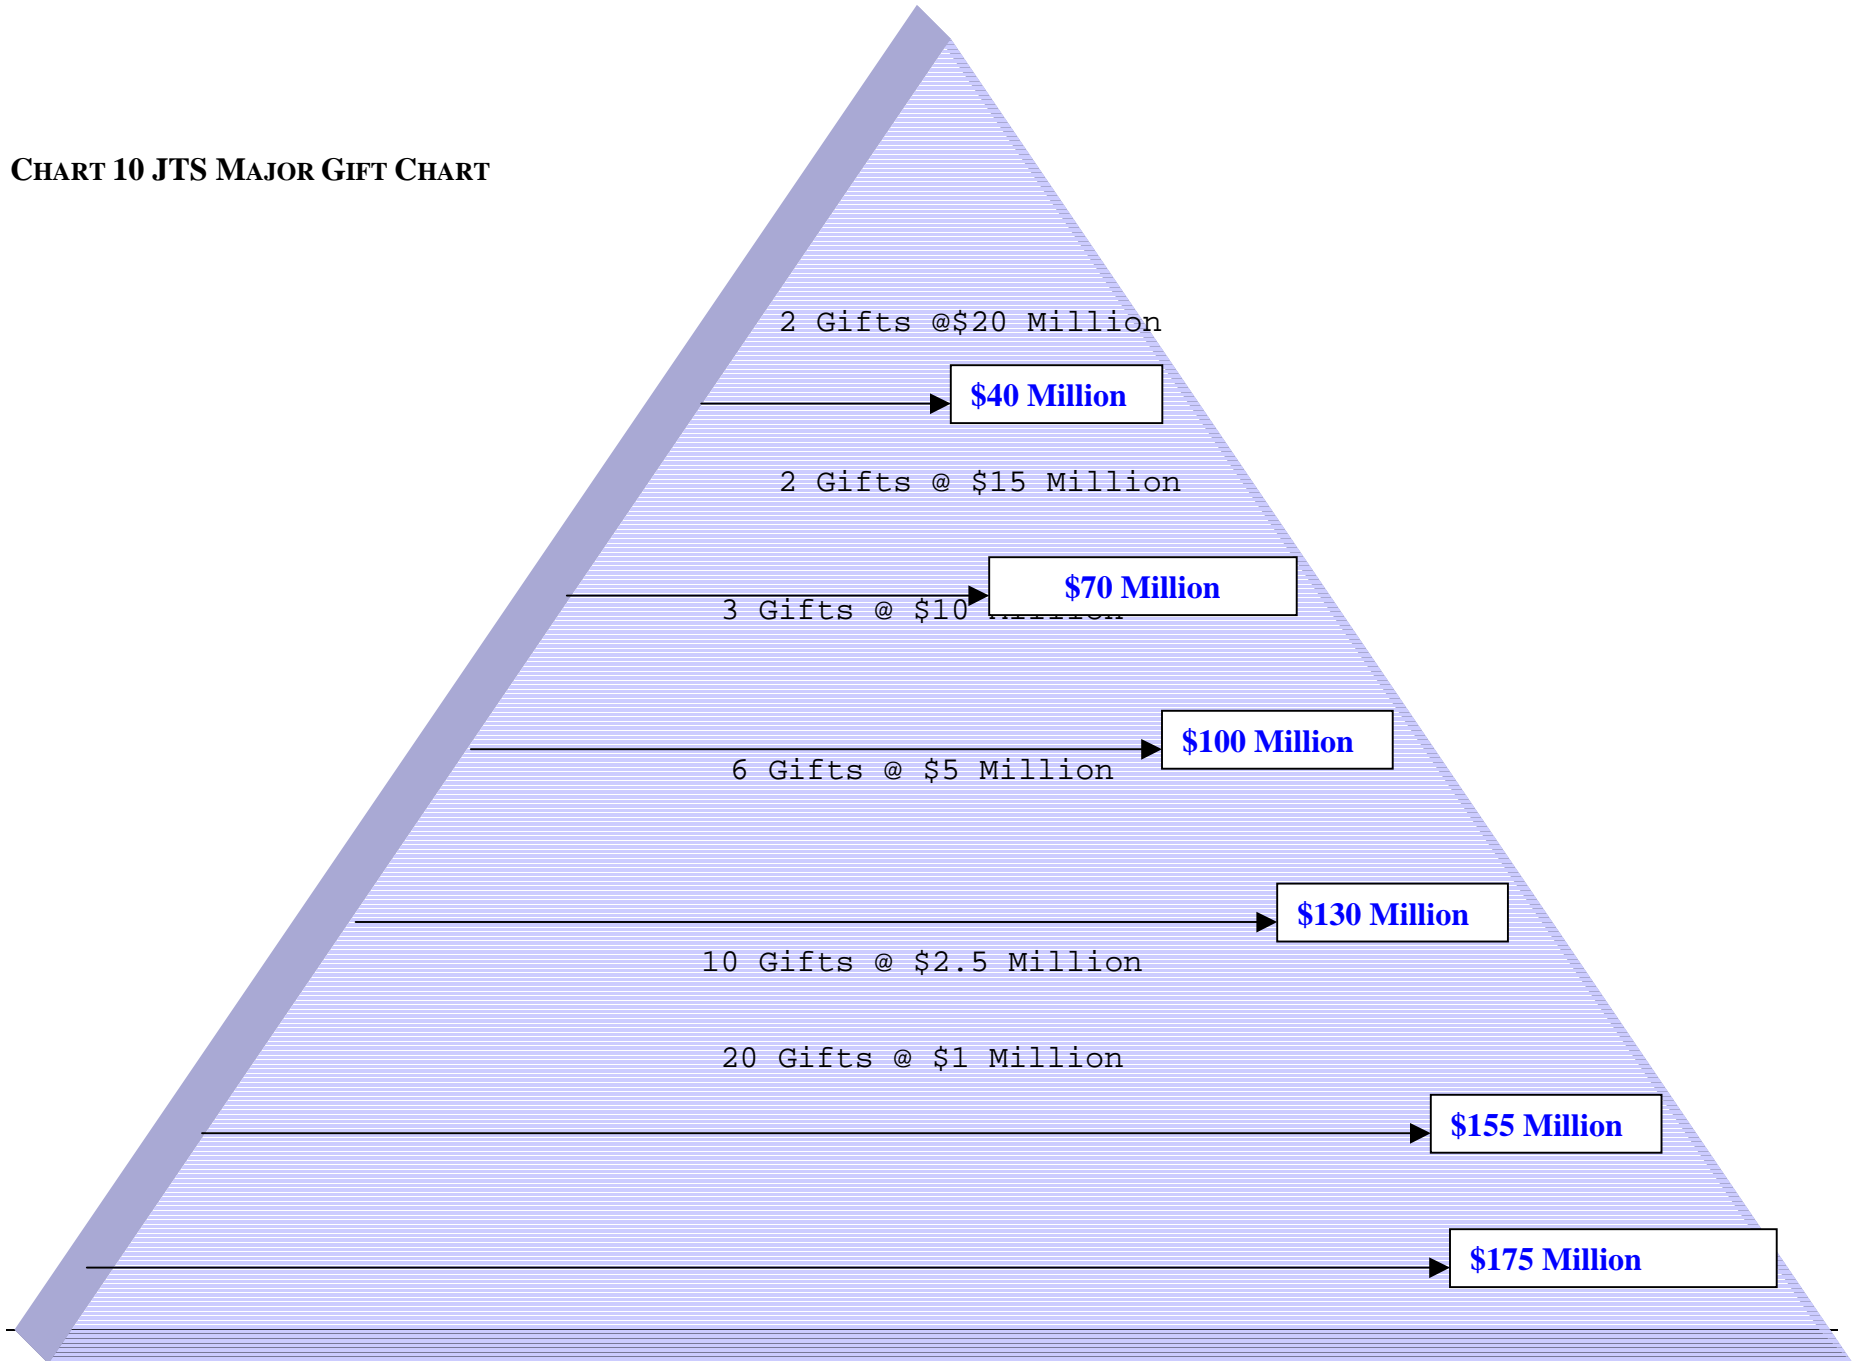 CHART 10 JTS MAJOR GIFT CHART
2 Gifts @$20 Million
$40 Million
2 Gifts @ $15 Million
$70 Million
3 Gifts @ $10 Million
$100 Million
6 Gifts @ $5 Million
$130 Million
10 Gifts @ $2.5 Million
20 Gifts @ $1 Million
$155 Million
$175 Million